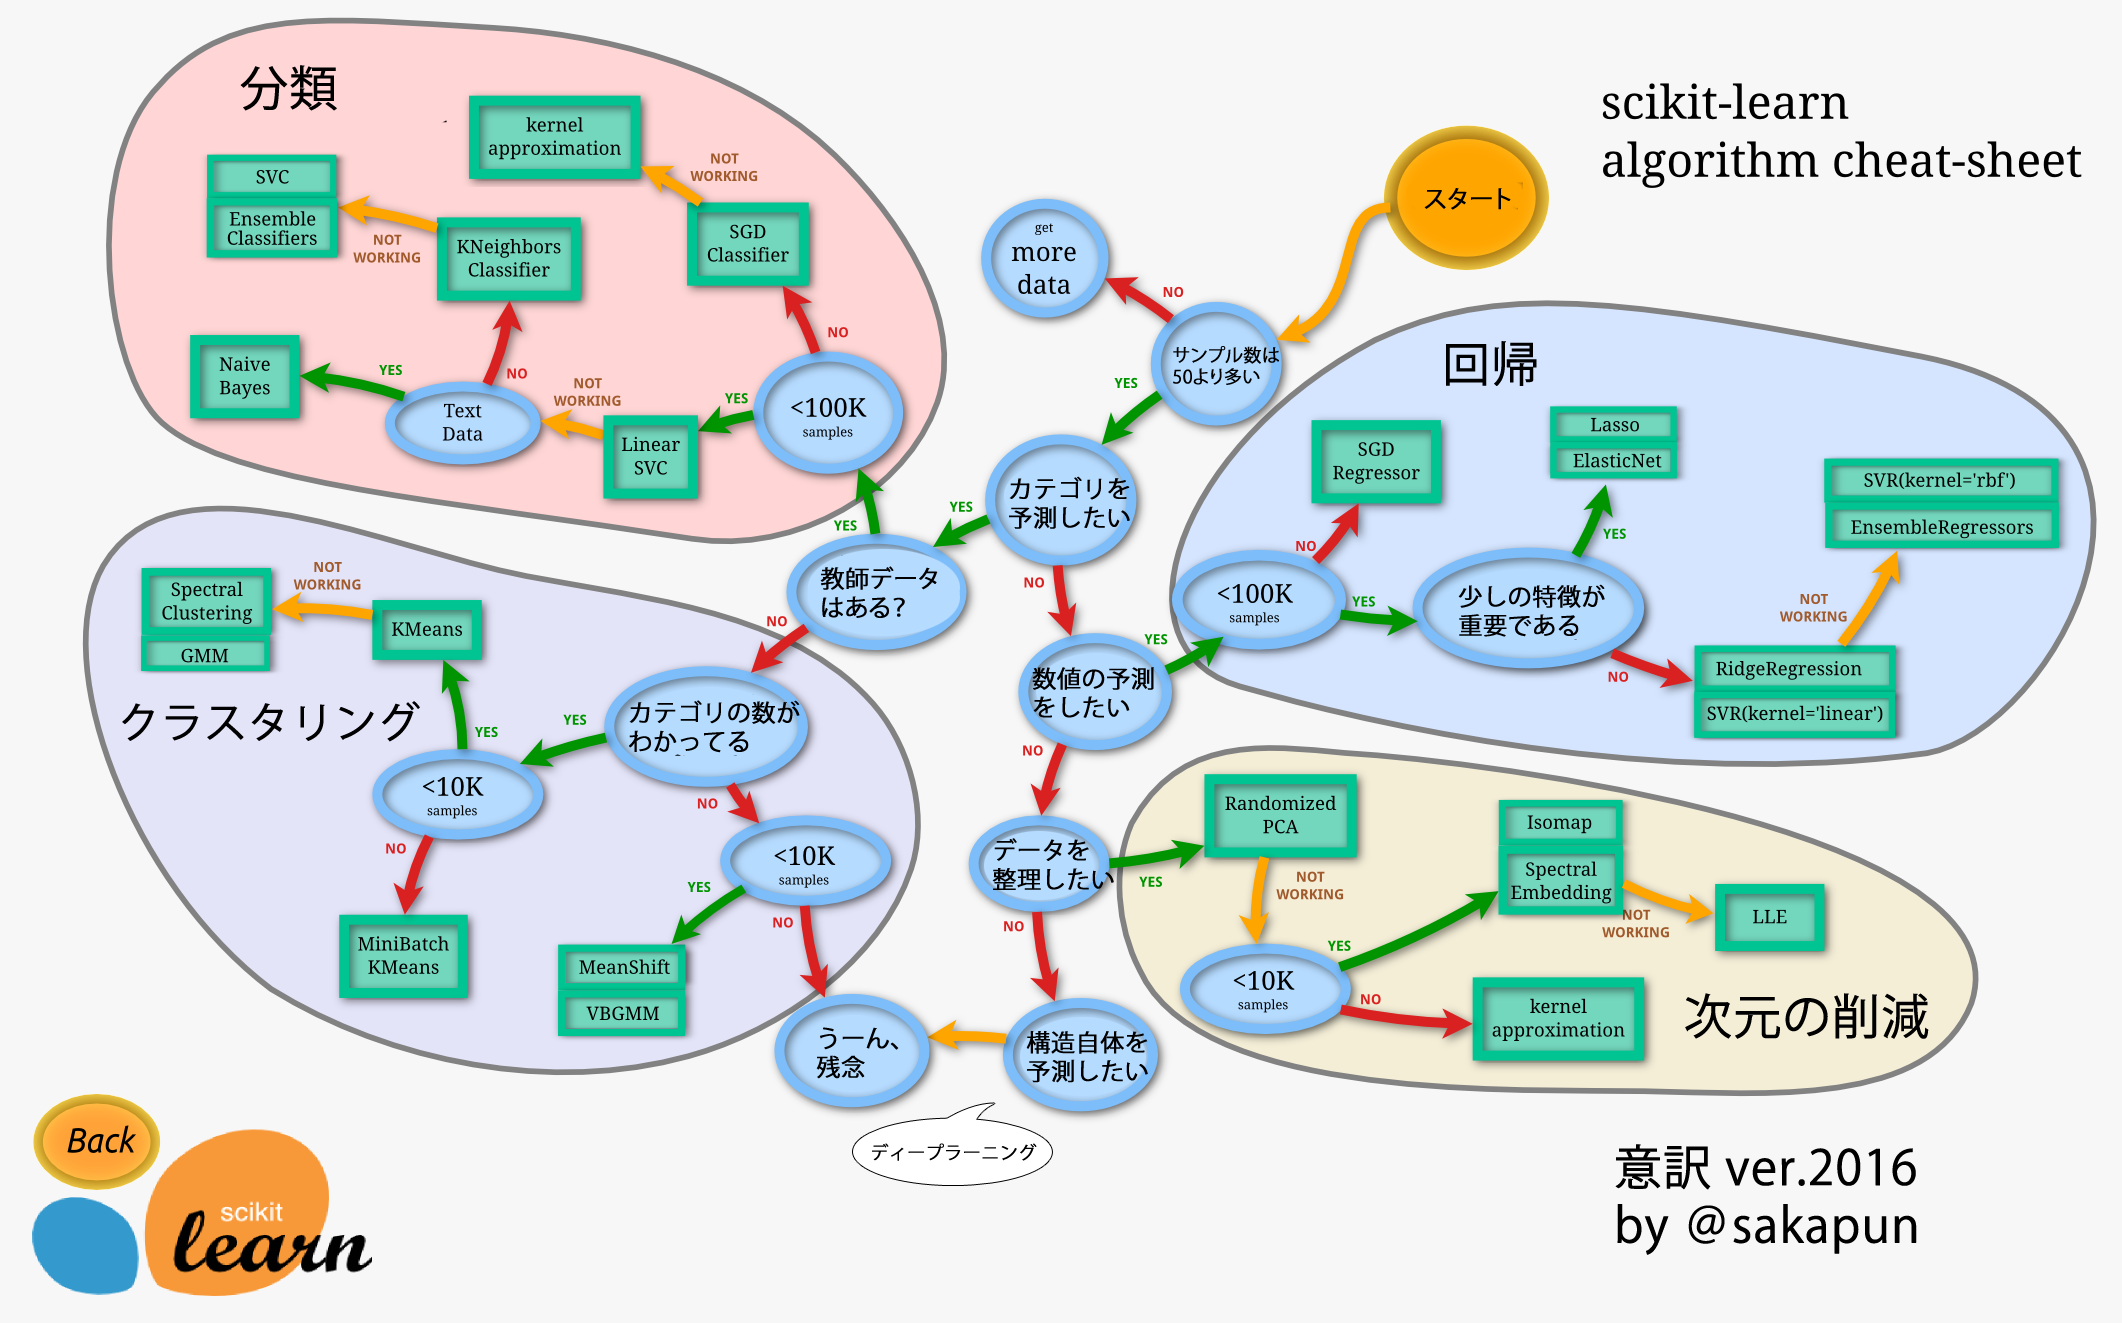 scikit-learn
algorithm cheat-sheet
スタート
get
more
data
NO
サンプル数は
50より多い
YES
カテゴリを
予測したい
YES
NO
教師データ
はある?
YES
NO
数値の予測
をしたい
YES
NO
データを
整理したい
YES
NO
構造自体を
予測したい
うーん、
残念
ディープラーニング
分類
kernel
approximation
NOT
WORKING
SVC
Ensemble
Classifiers
NOT
WORKING
KNeighbors
Classifier
SGD
Classifier
NO
Naive
Bayes
YES
NO
Text
Data
NOT
WORKING
Linear
SVC
YES
<100K
samples
回帰
SGD
Regressor
NO
<100K
samples
YES
Lasso
ElasticNet
YES
少しの特徴が
重要である
NO
SVR(kernel='rbf')
EnsembleRegressors
NOT
WORKING
RidgeRegression
SVR(kernel='linear')
クラスタリング
Spectral
Clustering
GMM
NOT
WORKING
KMeans
YES
<10K
samples
YES
カテゴリの数が
わかってる
NO
NO
MiniBatch
KMeans
<10K
samples
YES
NO
MeanShift
VBGMM
次元の削減
Randomized
PCA
NOT
WORKING
<10K
samples
YES
NO
Isomap
Spectral
Embedding
NOT
WORKING
LLE
kernel
approximation
Back
scikit
learn
意訳 ver.2016
by @sakapun